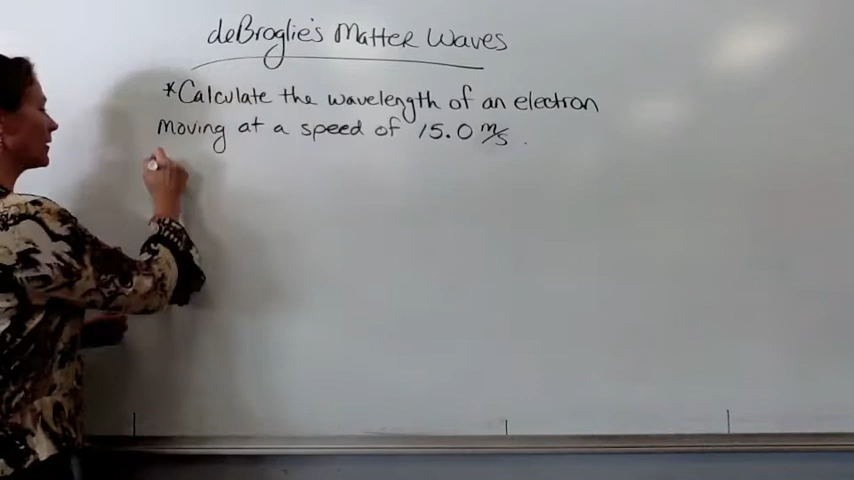 deBroglie's Matter Waves
*Calculate the wavelength of an electron
moving at a speed of 15.0 m/s.